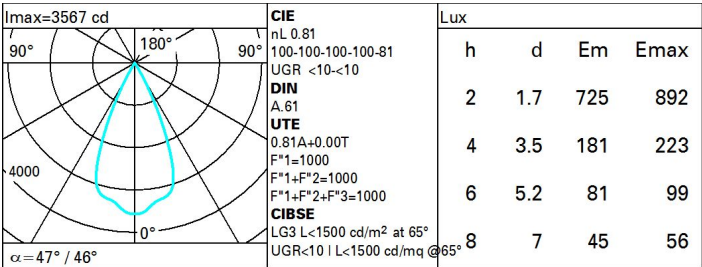 Imax=3567 cd
90°
180°
90°
4000
0°
α=47° / 46°
CIE
nL 0.81
100-100-100-100-81
UGR <10-<10
DIN
A.61
UTE
0.81A+0.00T
F"1=1000
F"1+F"2=1000
F"1+F"2+F"3=1000
CIBSE
LG3 L<1500 cd/m² at 65°
UGR<10 | L<1500 cd/mq @65°
Lux
h d Em Emax
2 1.7 725 892
4 3.5 181 223
6 5.2 81 99
8 7 45 56